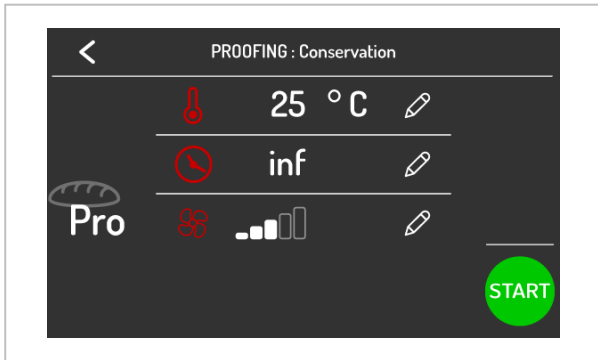 PROOFING : Conservation
25 °C
inf
Pro
START